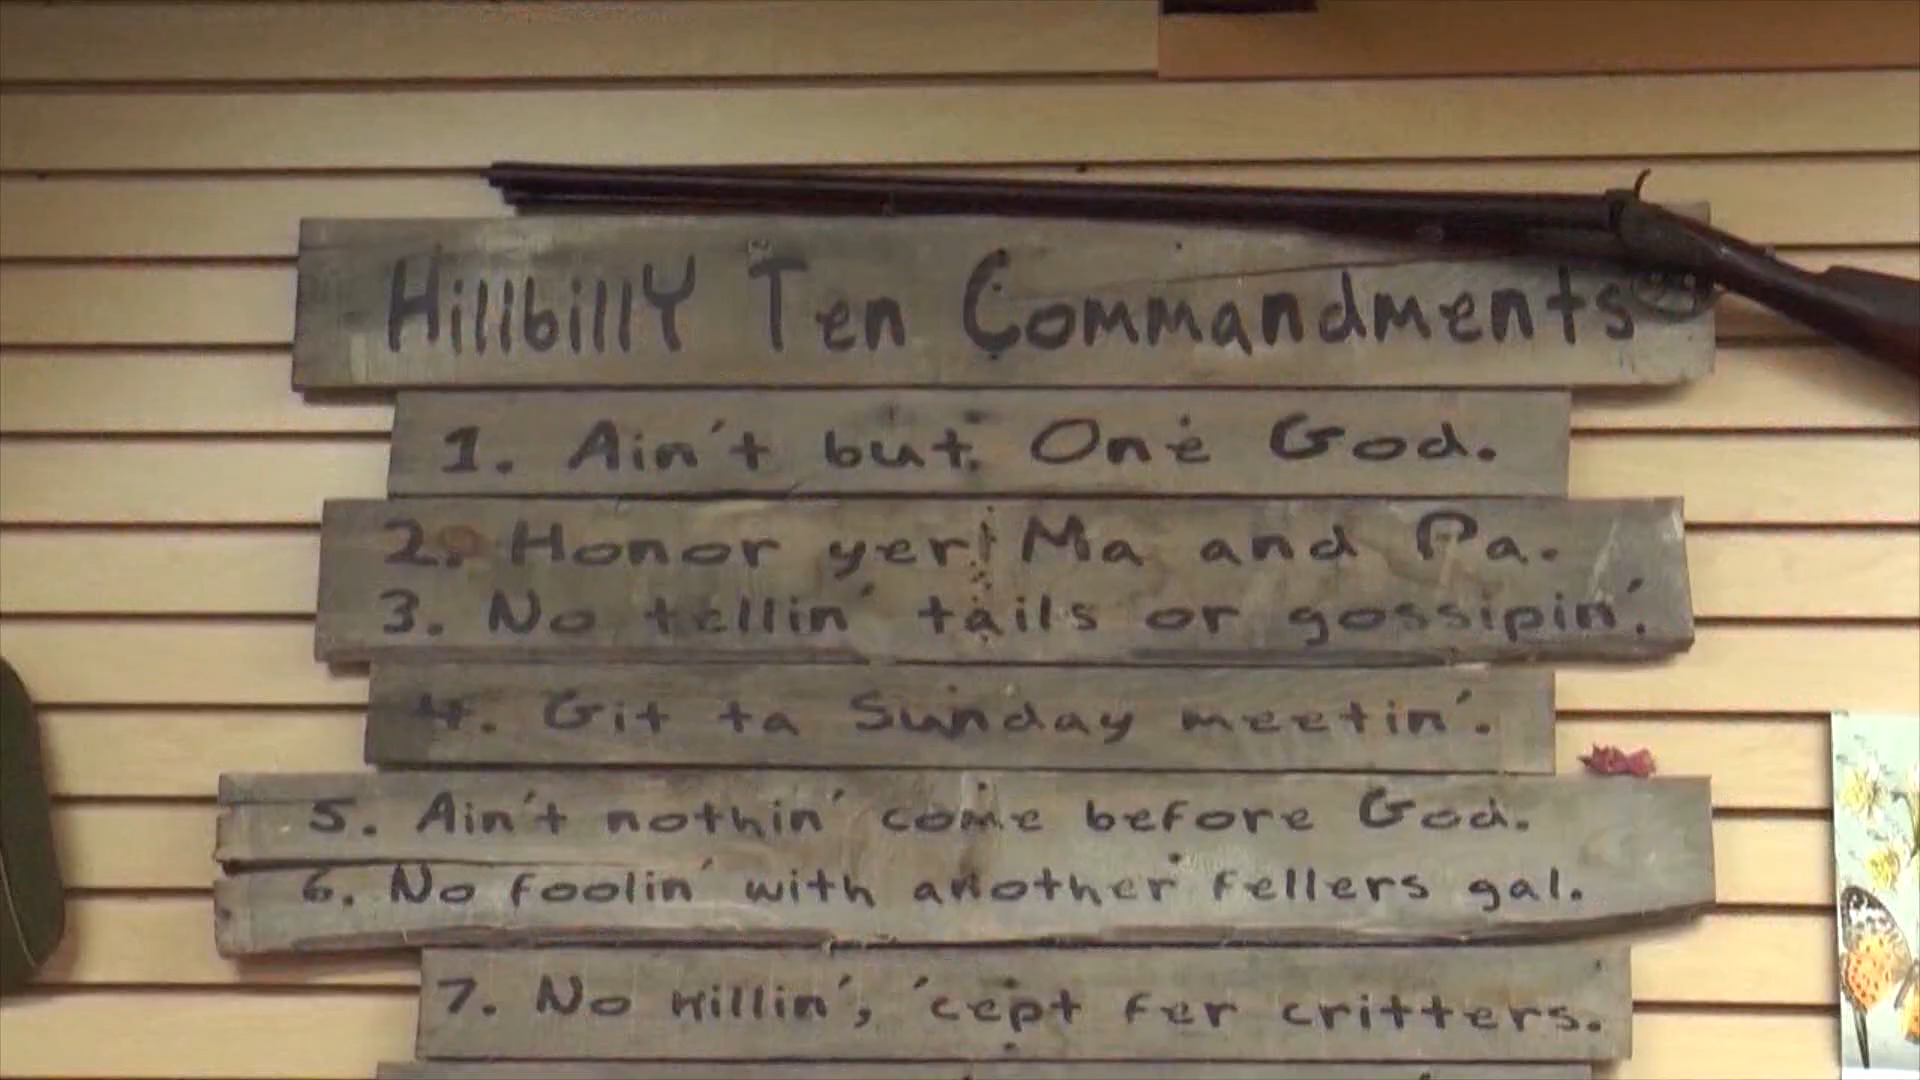 Hillbilly Ten Commandments
1. Ain't but One God.
2. Honor yer Ma and Pa.
3. No tellin' tails or gossipin'.
4. Git ta Sunday meetin'.
5. Ain't nothin' come before God.
6. No foolin' with another fellers gal.
7. No killin', 'cept fer critters.